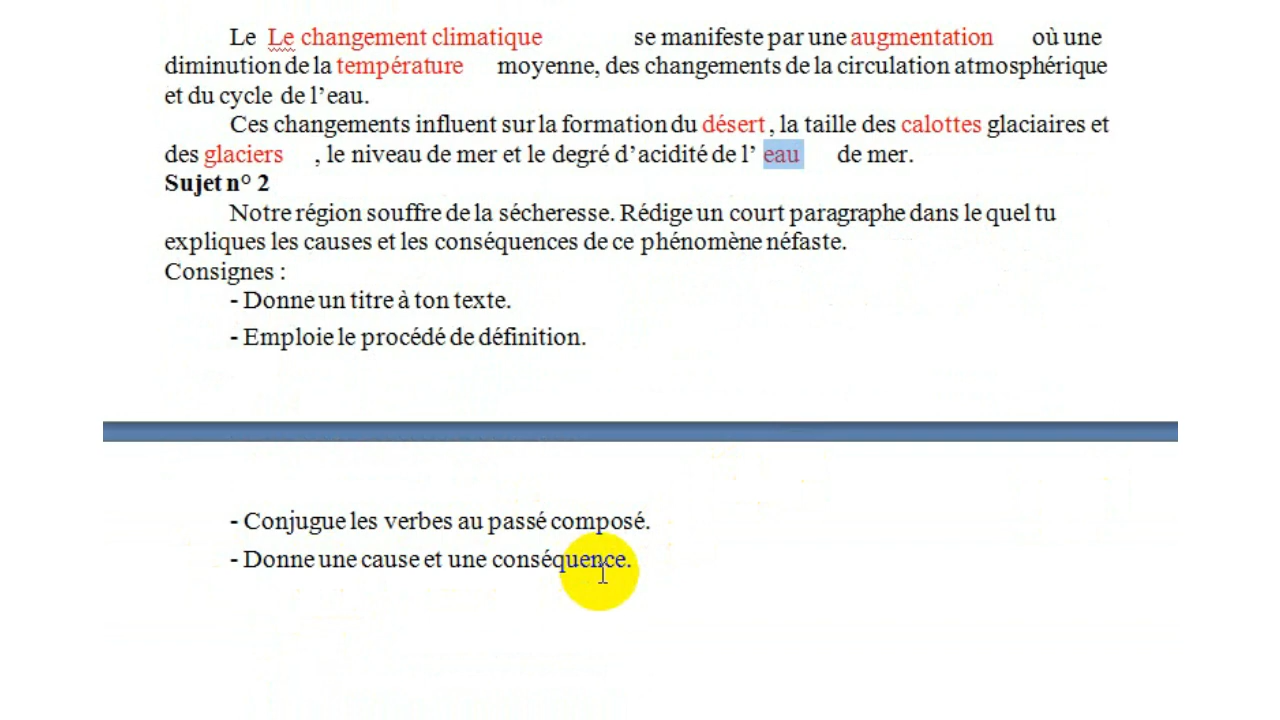 Le Le changement climatique se manifeste par une augmentation où une
diminution de la température moyenne, des changements de la circulation atmosphérique
et du cycle de l’eau.
Ces changements influent sur la formation du désert , la taille des calottes glaciaires et
des glaciers , le niveau de mer et le degré d’acidité de l’ eau de mer.
Sujet n° 2
Notre région souffre de la sécheresse. Rédige un court paragraphe dans le quel tu
expliques les causes et les conséquences de ce phénomène néfaste.
Consignes :
- Donne un titre à ton texte.
- Emploie le procédé de définition.
- Conjugue les verbes au passé composé.
- Donne une cause et une conséquence.